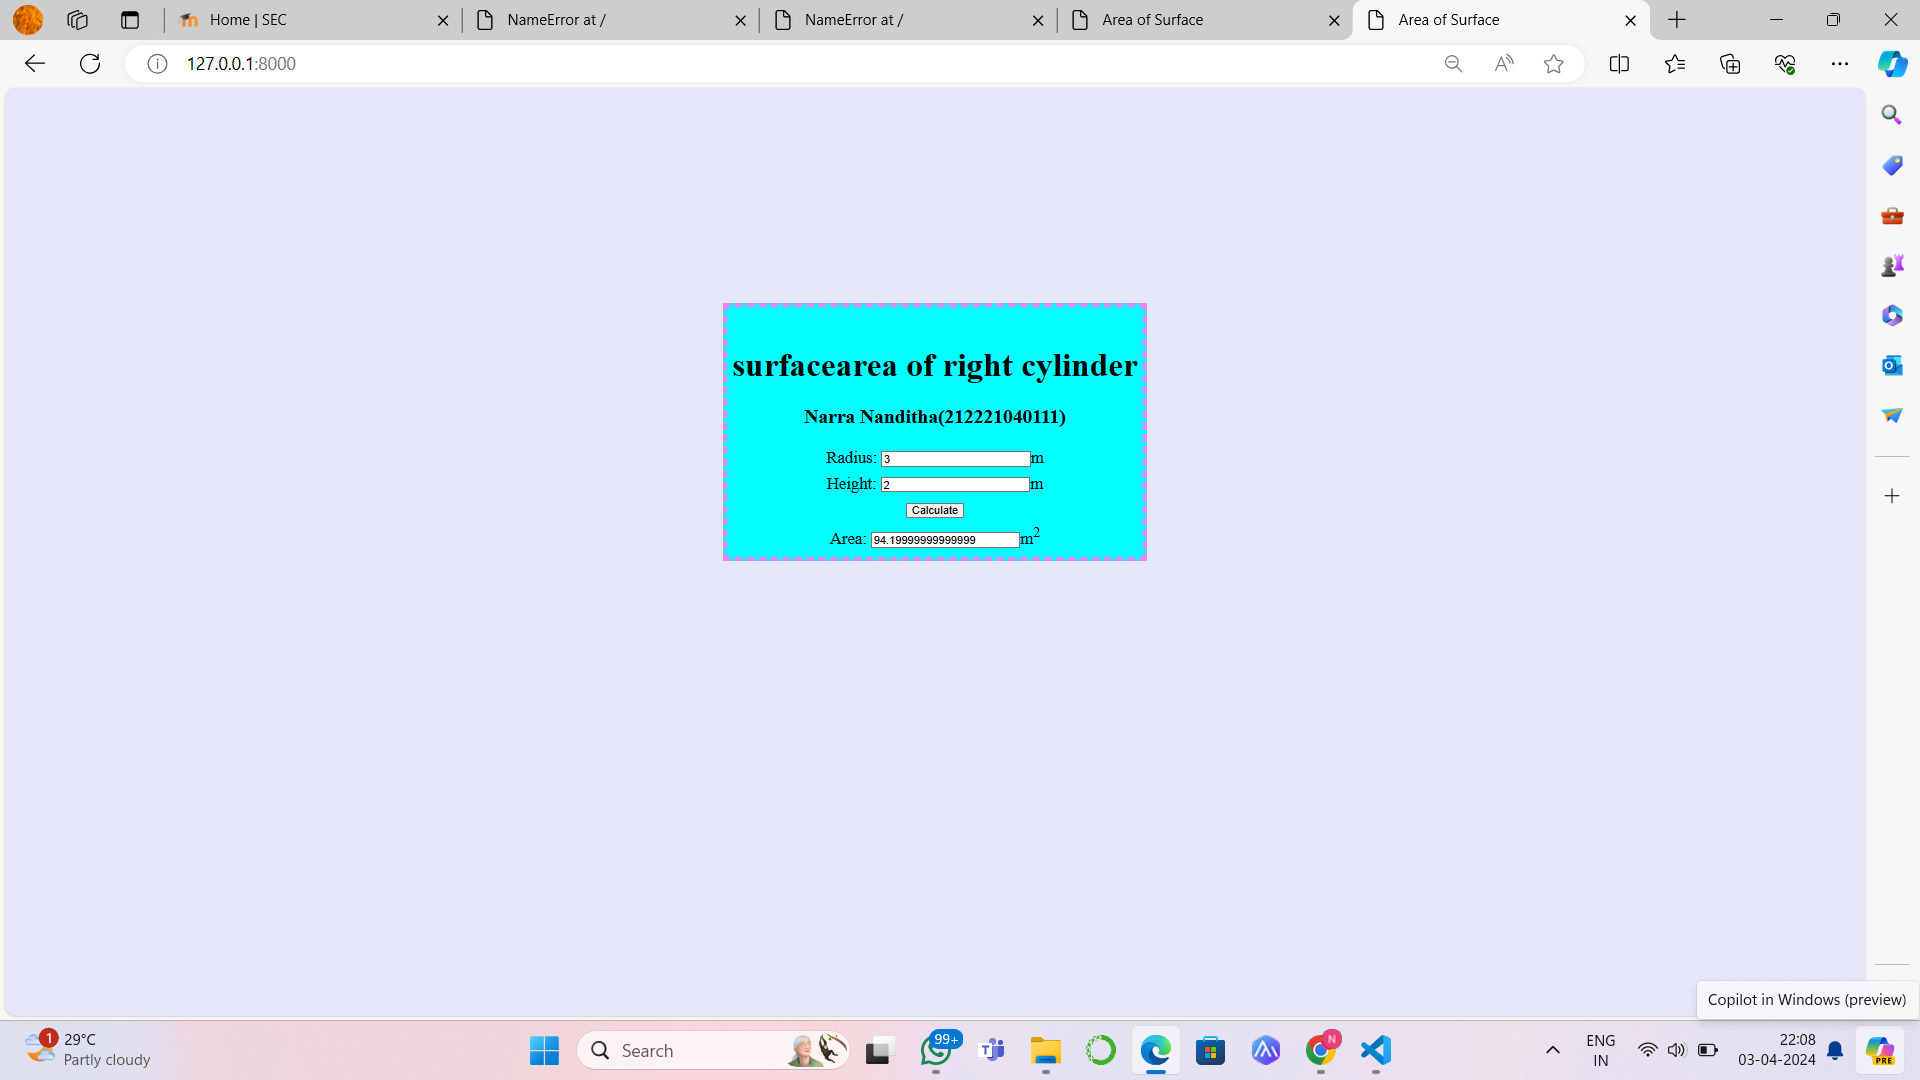 Home | SEC
NameError at /
NameError at /
Area of Surface
Area of Surface
127.0.0.1:8000
surfacearea of right cylinder
Narra Nanditha(212221040111)
Radius: 3 m
Height: 2 m
Calculate
Area: 94.19999999999999 m2
Copilot in Windows (preview)
1
29°C
Partly cloudy
Search
99+
N
ENG
IN
22:08
03-04-2024
PRE